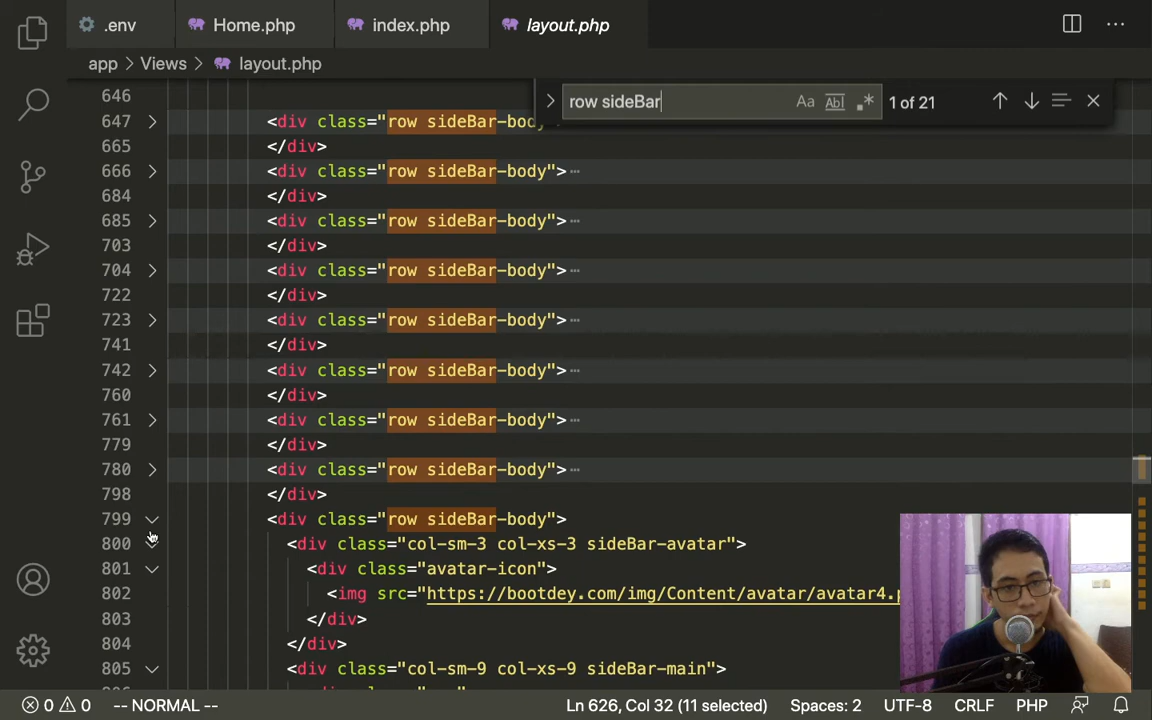 .env Home.php index.php layout.php
app > Views > layout.php
row sideBar Aa Abl .* 1 of 21
646
647 <div class="row sideBar-body">
665 </div>
666 <div class="row sideBar-body">…
684 </div>
685 <div class="row sideBar-body">…
703 </div>
704 <div class="row sideBar-body">…
722 </div>
723 <div class="row sideBar-body">…
741 </div>
742 <div class="row sideBar-body">…
760 </div>
761 <div class="row sideBar-body">…
779 </div>
780 <div class="row sideBar-body">…
798 </div>
799 <div class="row sideBar-body">
800 <div class="col-sm-3 col-xs-3 sideBar-avatar">
801 <div class="avatar-icon">
802 <img src="https://bootdey.com/img/Content/avatar/avatar4.p
803 </div>
804 </div>
805 <div class="col-sm-9 col-xs-9 sideBar-main">
0 0 -- NORMAL -- Ln 626, Col 32 (11 selected) Spaces: 2 UTF-8 CRLF PHP